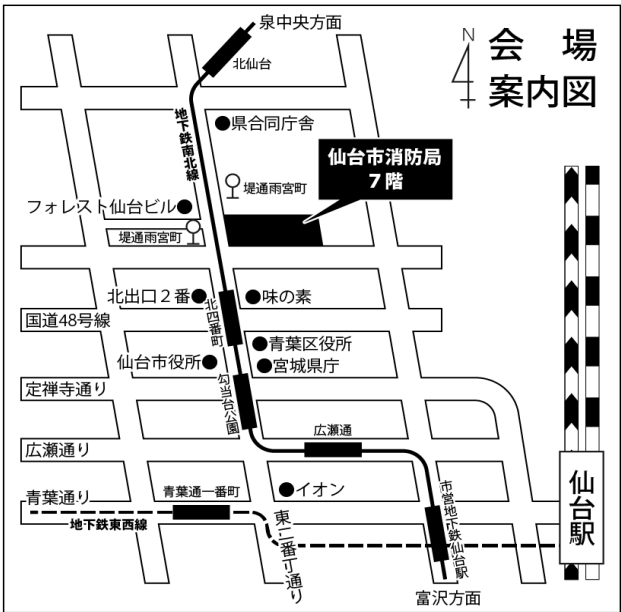 泉中央方面
N
会場
案内図
北仙台
地下鉄南北線
県合同庁舎
仙台市消防局
7階
堤通雨宮町
フォレスト仙台ビル
堤通雨宮町
北出口2番
味の素
国道48号線
北四番町
青葉区役所
仙台市役所
宮城県庁
定禅寺通り
勾当台公園
広瀬通り
広瀬通
青葉通り
青葉通一番町
イオン
仙台駅
地下鉄東西線
東二番丁通り
市営地下鉄仙台駅
富沢方面